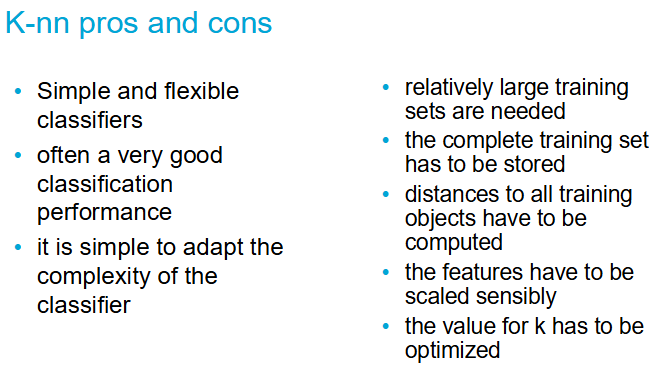 K-nn pros and cons
• Simple and flexible
classifiers
• often a very good
classification
performance
• it is simple to adapt the
complexity of the
classifier
• relatively large training
sets are needed
• the complete training set
has to be stored
• distances to all training
objects have to be
computed
• the features have to be
scaled sensibly
• the value for k has to be
optimized